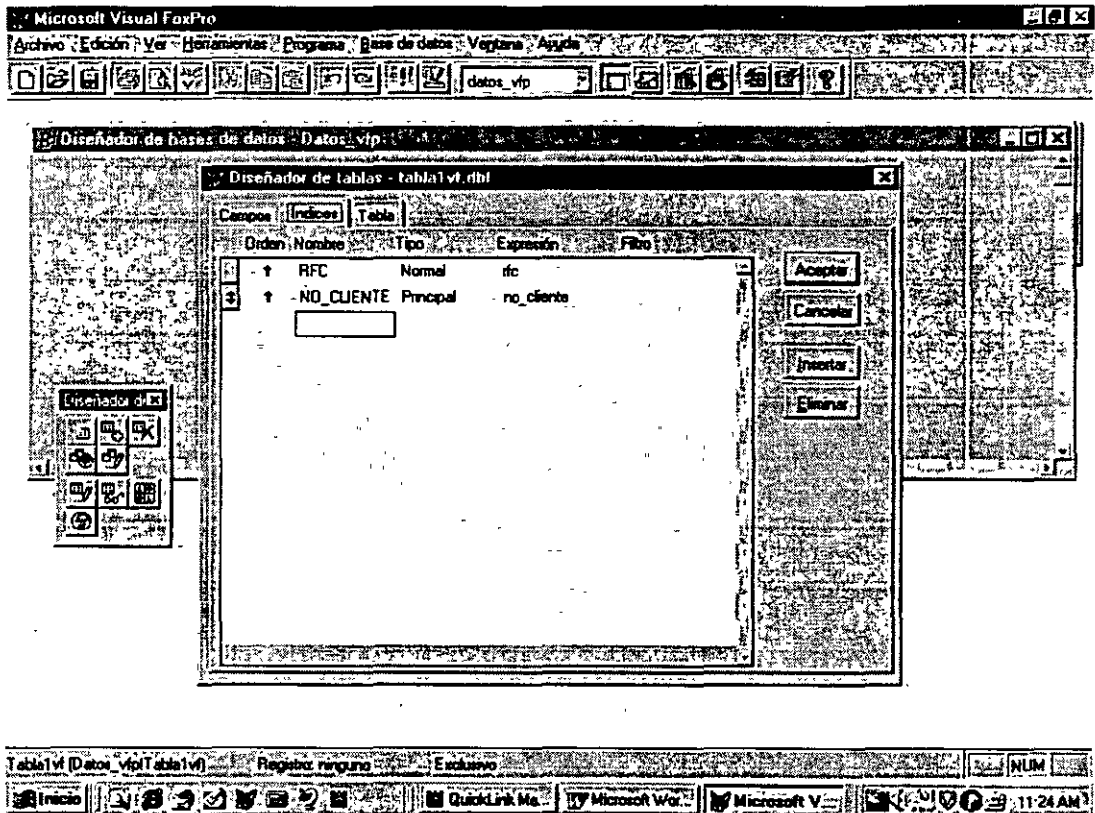 Microsoft Visual FoxPro
Archivo Edición Ver Herramientas Programa Base de datos Ventana Ayuda
datos_vfp
Diseñador de bases de datos - Datos_vfp
Diseñador de tablas - tabla1vf.dbf
Campos Indices Tabla
Orden Nombre Tipo Expresión Filtro
RFC Normal rfc
NO_CLIENTE Principal no_cliente
Aceptar
Cancelar
Insertar
Eliminar
Diseñador de
Tabla1vf (Datos_vfp!Tabla1vf) Registro: ninguno Exclusivo NUM
Inicio QuickLink Me... Microsoft Wor... Microsoft V... 11:24 AM